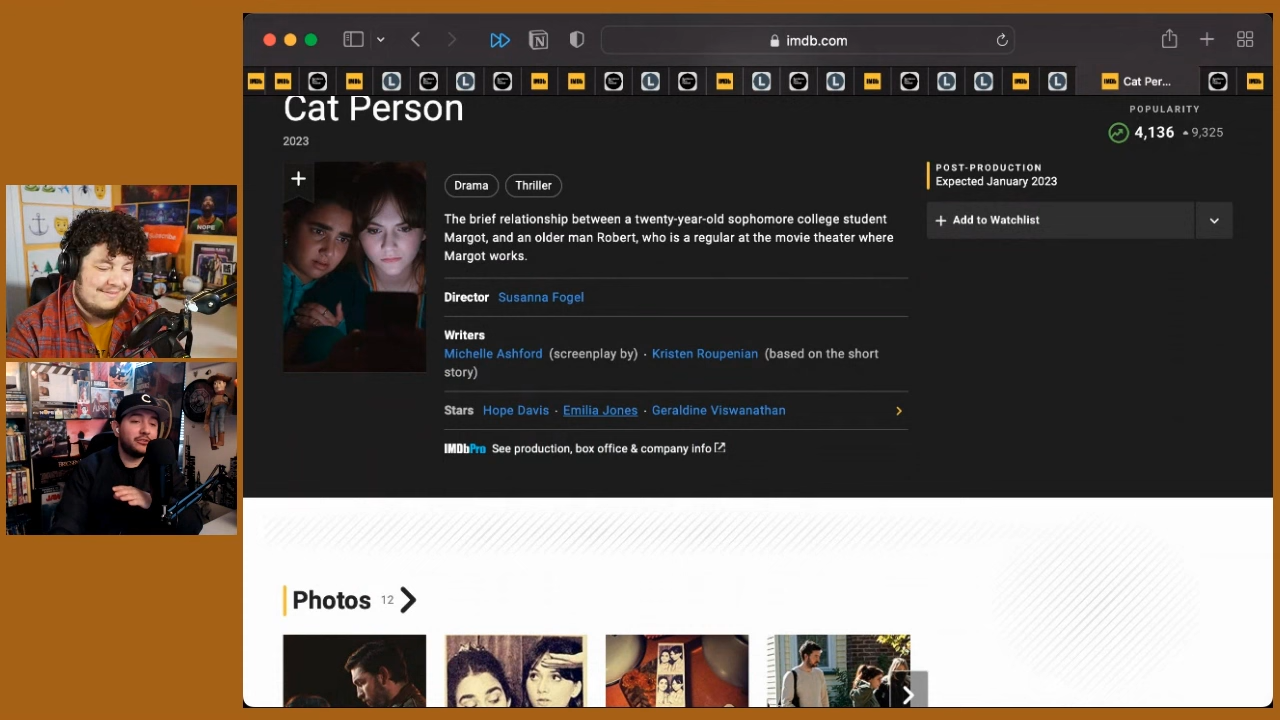 imdb.com
Cat Per...
Cat Person
2023
POPULARITY
4,136 9,325
Drama
Thriller
POST-PRODUCTION
Expected January 2023
+ Add to Watchlist
The brief relationship between a twenty-year-old sophomore college student
Margot, and an older man Robert, who is a regular at the movie theater where
Margot works.
Director Susanna Fogel
Writers
Michelle Ashford (screenplay by) · Kristen Roupenian (based on the short
story)
Stars Hope Davis · Emilia Jones · Geraldine Viswanathan
IMDbPro See production, box office & company info
Photos 12
NOPE